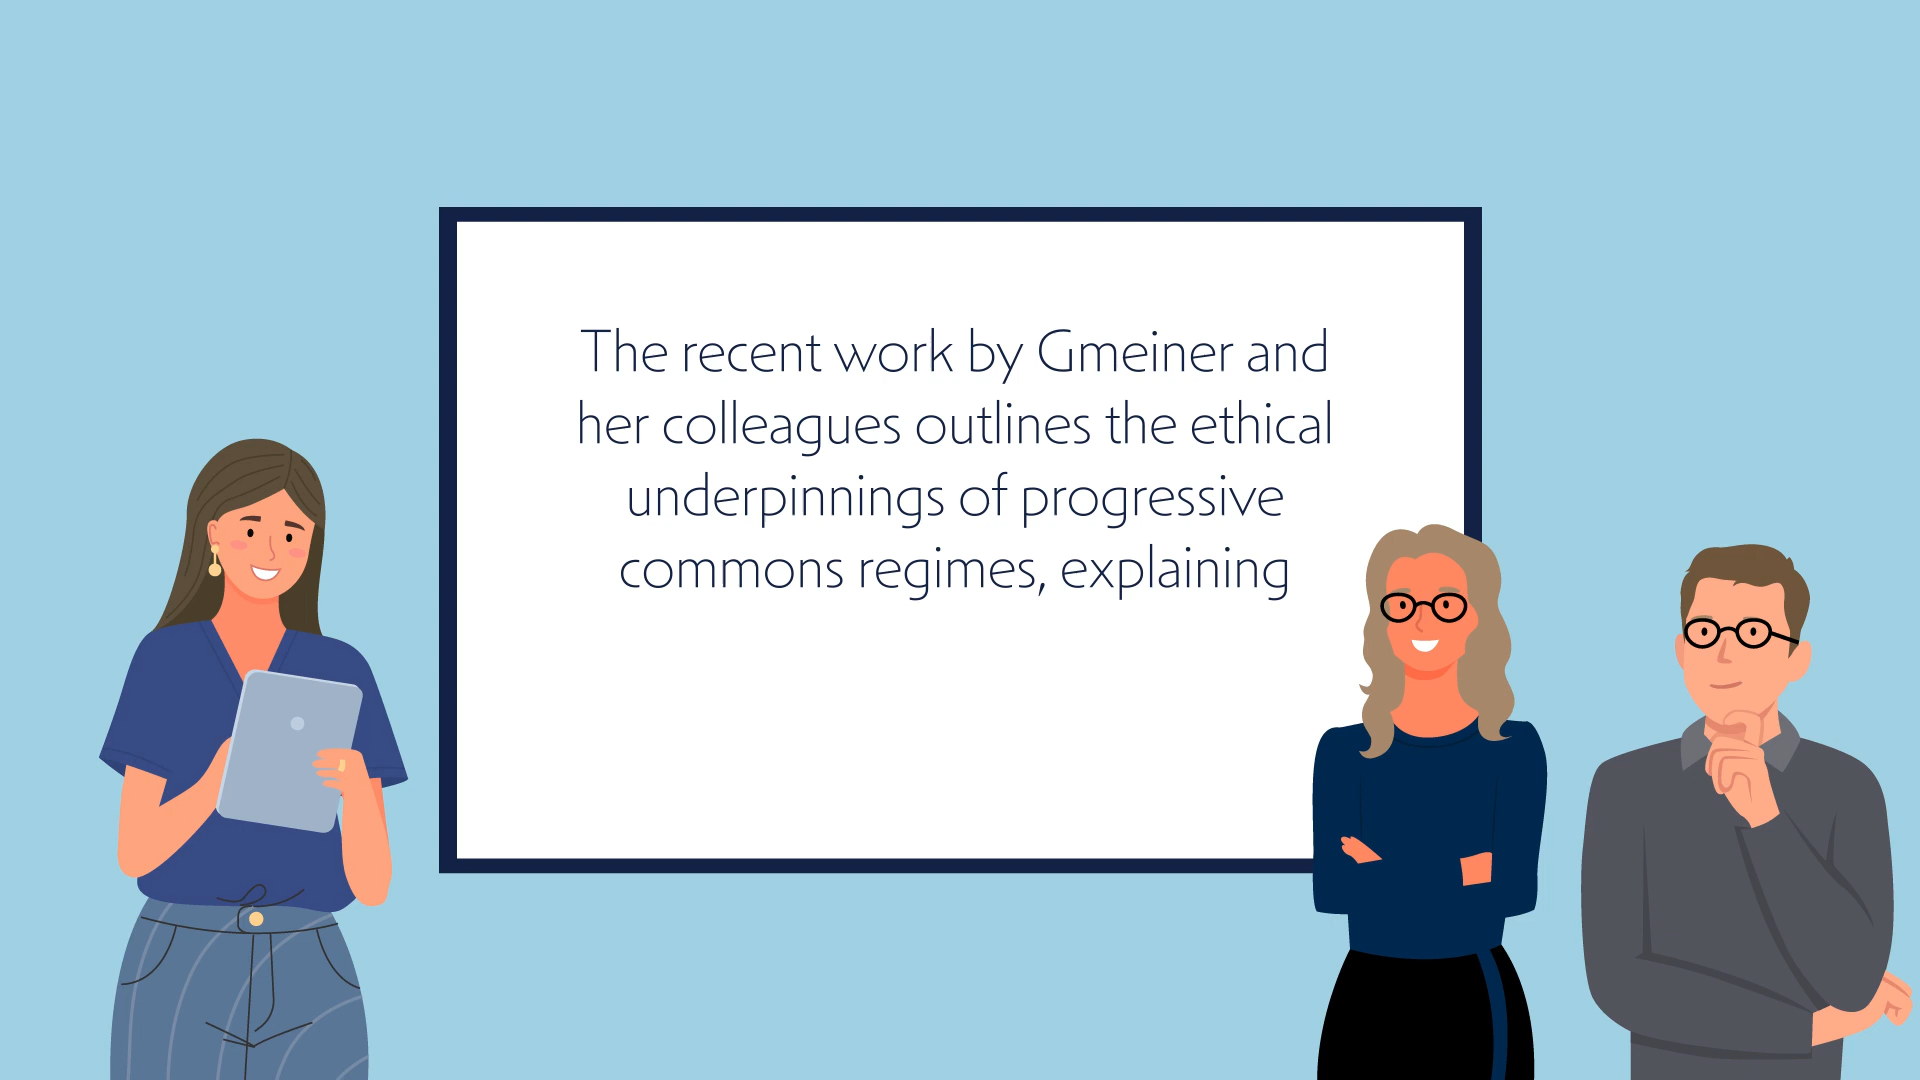 The recent work by Gmeiner and
her colleagues outlines the ethical
underpinnings of progressive
commons regimes, explaining